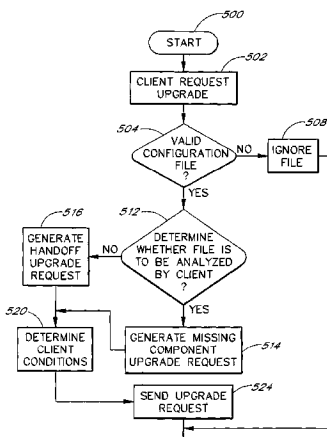 500
START
502
CLIENT REQUEST
UPGRADE
504
VALID
CONFIGURATION
FILE
?
NO
508
IGNORE
FILE
YES
512
516
GENERATE
HANDOFF
UPGRADE
REQUEST
NO
DETERMINE
WHETHER FILE IS
TO BE ANALYZED
BY CLIENT
?
YES
520
DETERMINE
CLIENT
CONDITIONS
GENERATE MISSING
COMPONENT
UPGRADE REQUEST
514
524
SEND UPGRADE
REQUEST